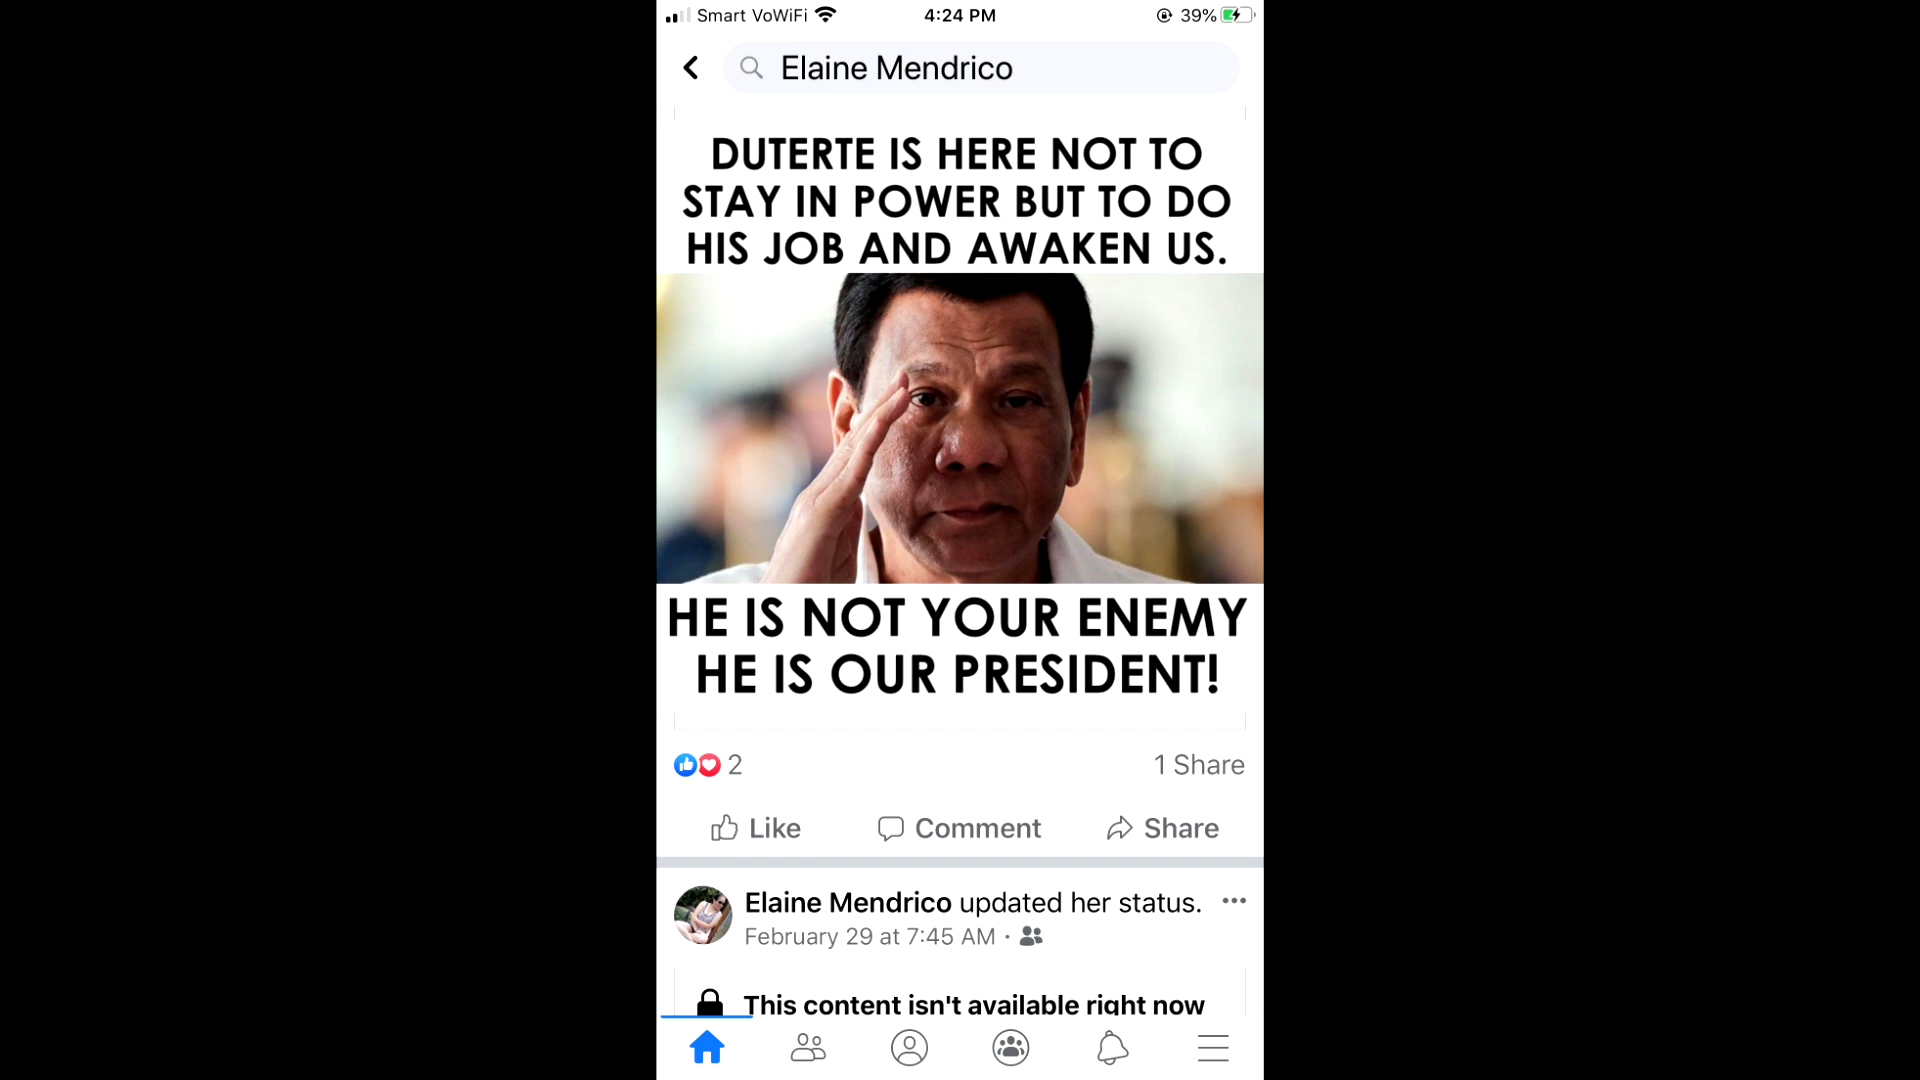 Smart VoWiFi
4:24 PM
39%
Elaine Mendrico
DUTERTE IS HERE NOT TO
STAY IN POWER BUT TO DO
HIS JOB AND AWAKEN US.
HE IS NOT YOUR ENEMY
HE IS OUR PRESIDENT!
2
1 Share
Like
Comment
Share
Elaine Mendrico updated her status.
February 29 at 7:45 AM ·
This content isn't available right now